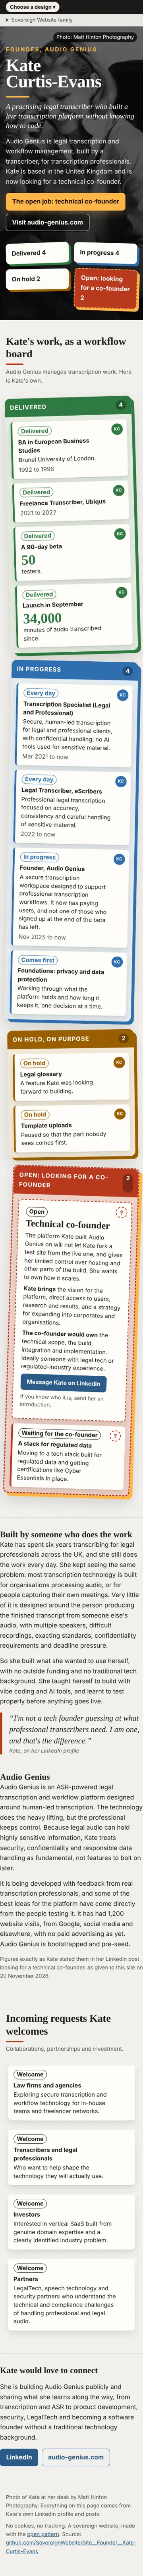 Choose a design ▾
▸ Sovereign Website family
Photo: Matt Hinton Photography
FOUNDER, AUDIO GENIUS
Kate
Curtis-Evans
A practising legal transcriber who built a
live transcription platform without knowing
how to code.
Audio Genius is legal transcription and
workflow management, built by a
transcriber, for transcription professionals.
Kate is based in the United Kingdom and is
now looking for a technical co-founder.
The open job: technical co-founder
Visit audio-genius.com
Delivered 4
In progress 4
On hold 2
Open: looking
for a co-founder
2
Kate's work, as a workflow
board
Audio Genius manages transcription work. Here
is Kate's own.
DELIVERED
4
Delivered
KC
BA in European Business
Studies
Brunel University of London.
1992 to 1996
Delivered
KC
Freelance Transcriber, Ubiqus
2021 to 2022
Delivered
KC
A 90-day beta
50
testers.
Delivered
KC
Launch in September
34,000
minutes of audio transcribed
since.
IN PROGRESS
4
Every day
KC
Transcription Specialist (Legal
and Professional)
Secure, human-led transcription
for legal and professional clients,
with confidential handling: no AI
tools used for sensitive material.
Mar 2021 to now
Every day
KC
Legal Transcriber, eScribers
Professional legal transcription
focused on accuracy,
consistency and careful handling
of sensitive material.
2022 to now
In progress
KC
Founder, Audio Genius
A secure transcription
workspace designed to support
professional transcription
workflows. It now has paying
users, and not one of those who
signed up at the end of the beta
has left.
Nov 2025 to now
Comes first
KC
Foundations: privacy and data
protection
Working through what the
platform holds and how long it
keeps it, one decision at a time.
ON HOLD, ON PURPOSE
2
On hold
KC
Legal glossary
A feature Kate was looking
forward to building.
On hold
KC
Template uploads
Paused so that the part nobody
sees comes first.
OPEN: LOOKING FOR A CO-
FOUNDER
2
Open
?
Technical co-founder
The platform Kate built Audio
Genius on will not let Kate fork a
test site from the live one, and gives
her limited control over hosting and
other parts of the build. She wants
to own how it scales.
Kate brings the vision for the
platform, direct access to users,
research and results, and a strategy
for expanding into corporates and
organisations.
The co-founder would own the
technical scoping, the build,
integration and implementation.
Ideally someone with legal tech or
regulated-industry experience.
Message Kate on LinkedIn
If you know who it is, send her an
introduction.
Waiting for the co-founder
?
A stack for regulated data
Moving to a tech stack built for
regulated data and getting
certifications like Cyber
Essentials in place.
Built by someone who does the work
Kate has spent six years transcribing for legal
professionals across the UK, and she still does
the work every day. She kept seeing the same
problem: most transcription technology is built
for organisations processing audio, or for
people wanting quick meeting summaries. Very little
of it is designed around the person producing
the finished transcript from someone else's
audio, with multiple speakers, difficult
recordings, exacting standards, confidentiality
requirements and deadline pressure.
So she built what she wanted to use herself,
with no outside funding and no traditional tech
background. She taught herself to build with
vibe coding and AI tools, and learnt to test
properly before anything goes live.
“I'm not a tech founder guessing at what
professional transcribers need. I am one,
and that's the difference.”
Kate, on her LinkedIn profile
Audio Genius
Audio Genius is an ASR-powered legal
transcription and workflow platform designed
around human-led transcription. The technology
does the heavy lifting, but the professional
keeps control. Because legal audio can hold
highly sensitive information, Kate treats
security, confidentiality and responsible data
handling as fundamental, not features to bolt on
later.
It is being developed with feedback from real
transcription professionals, and some of the
best ideas for the platform have come directly
from the people testing it. It has had 1,200
website visits, from Google, social media and
elsewhere, with no paid advertising as yet.
Audio Genius is bootstrapped and pre-seed.
Figures exactly as Kate stated them in her LinkedIn post
looking for a technical co-founder, as given to this site on
20 November 2026.
Incoming requests Kate
welcomes
Collaborations, partnerships and investment.
Welcome
Law firms and agencies
Exploring secure transcription and
workflow technology for in-house
teams and freelancer networks.
Welcome
Transcribers and legal
professionals
Who want to help shape the
technology they will actually use.
Welcome
Investors
Interested in vertical SaaS built from
genuine domain expertise and a
clearly identified industry problem.
Welcome
Partners
LegalTech, speech technology and
security partners who understand the
technical and compliance challenges
of handling professional and legal
audio.
Kate would love to connect
She is building Audio Genius publicly and
sharing what she learns along the way, from
transcription and ASR to product development,
security, LegalTech and becoming a software
founder without a traditional technology
background.
LinkedIn
audio-genius.com
Photo of Kate at her desk by Matt Hinton
Photography. Everything on this page comes from
Kate's own LinkedIn profile and posts.
No cookies, no tracking. A sovereign website, made
with the open pattern. Source:
github.com/SovereignWebsite/Site__Founder__Kate-
Curtis-Evans.